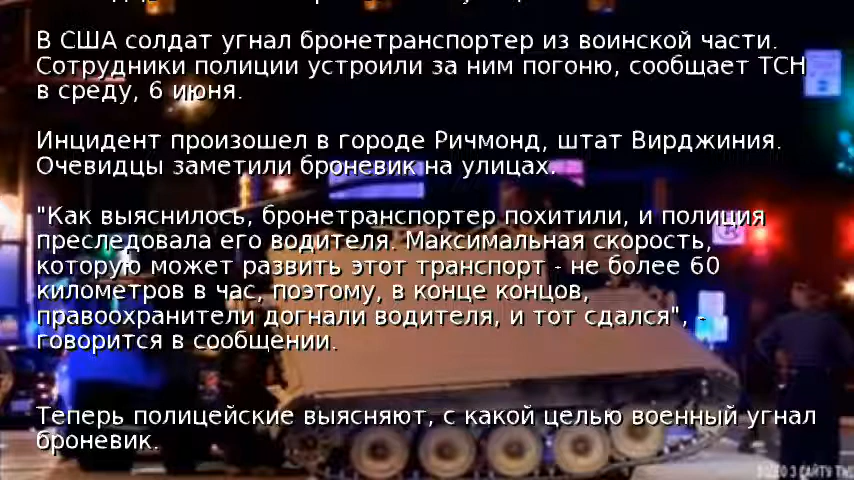 В США солдат угнал бронетранспортер из воинской части.
Сотрудники полиции устроили за ним погоню, сообщает ТСН
в среду, 6 июня.
Инцидент произошел в городе Ричмонд, штат Вирджиния.
Очевидцы заметили броневик на улицах.
"Как выяснилось, бронетранспортер похитили, и полиция
преследовала его водителя. Максимальная скорость,
которую может развить этот транспорт - не более 60
километров в час, поэтому, в конце концов,
правоохранители догнали водителя, и тот сдался", -
говорится в сообщении.
Теперь полицейские выясняют, с какой целью военный угнал
броневик.